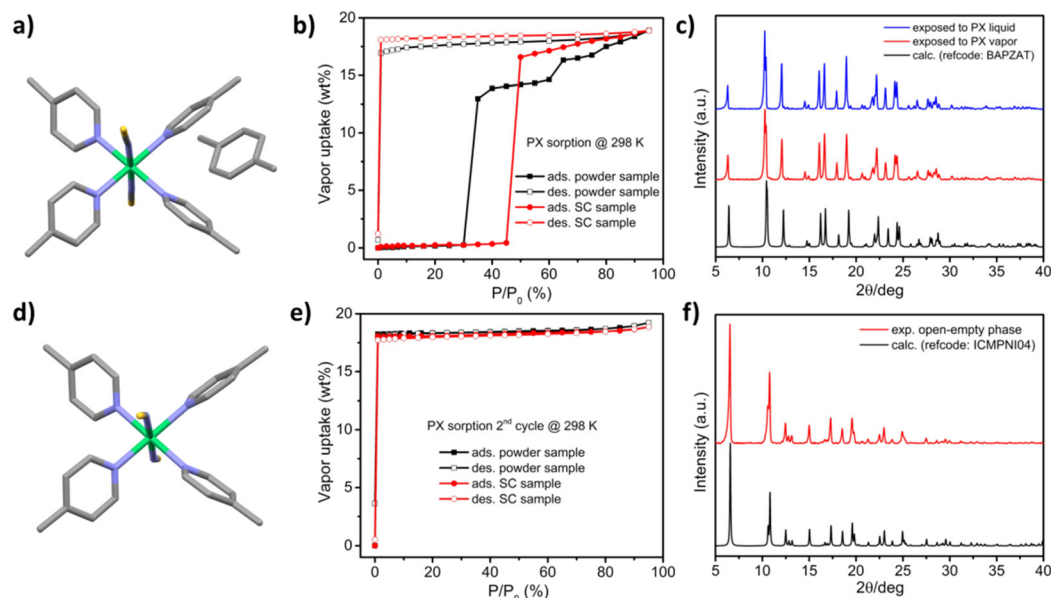 a)
b)
Vapor uptake (wt%)
20
15
10
5
0
PX sorption @ 298 K
ads. powder sample
des. powder sample
ads. SC sample
des. SC sample
0 20 40 60 80 100
P/P₀ (%)
c)
Intensity (a.u.)
exposed to PX liquid
exposed to PX vapor
calc. (refcode: BAPZAT)
5 10 15 20 25 30 35 40
2θ/deg
d)
e)
Vapor uptake (wt%)
20
15
10
5
0
PX sorption 2nd cycle @ 298 K
ads. powder sample
des. powder sample
ads. SC sample
des. SC sample
0 20 40 60 80 100
P/P₀ (%)
f)
Intensity (a.u.)
exp. open-empty phase
calc. (refcode: ICMPNI04)
5 10 15 20 25 30 35 40
2θ/deg